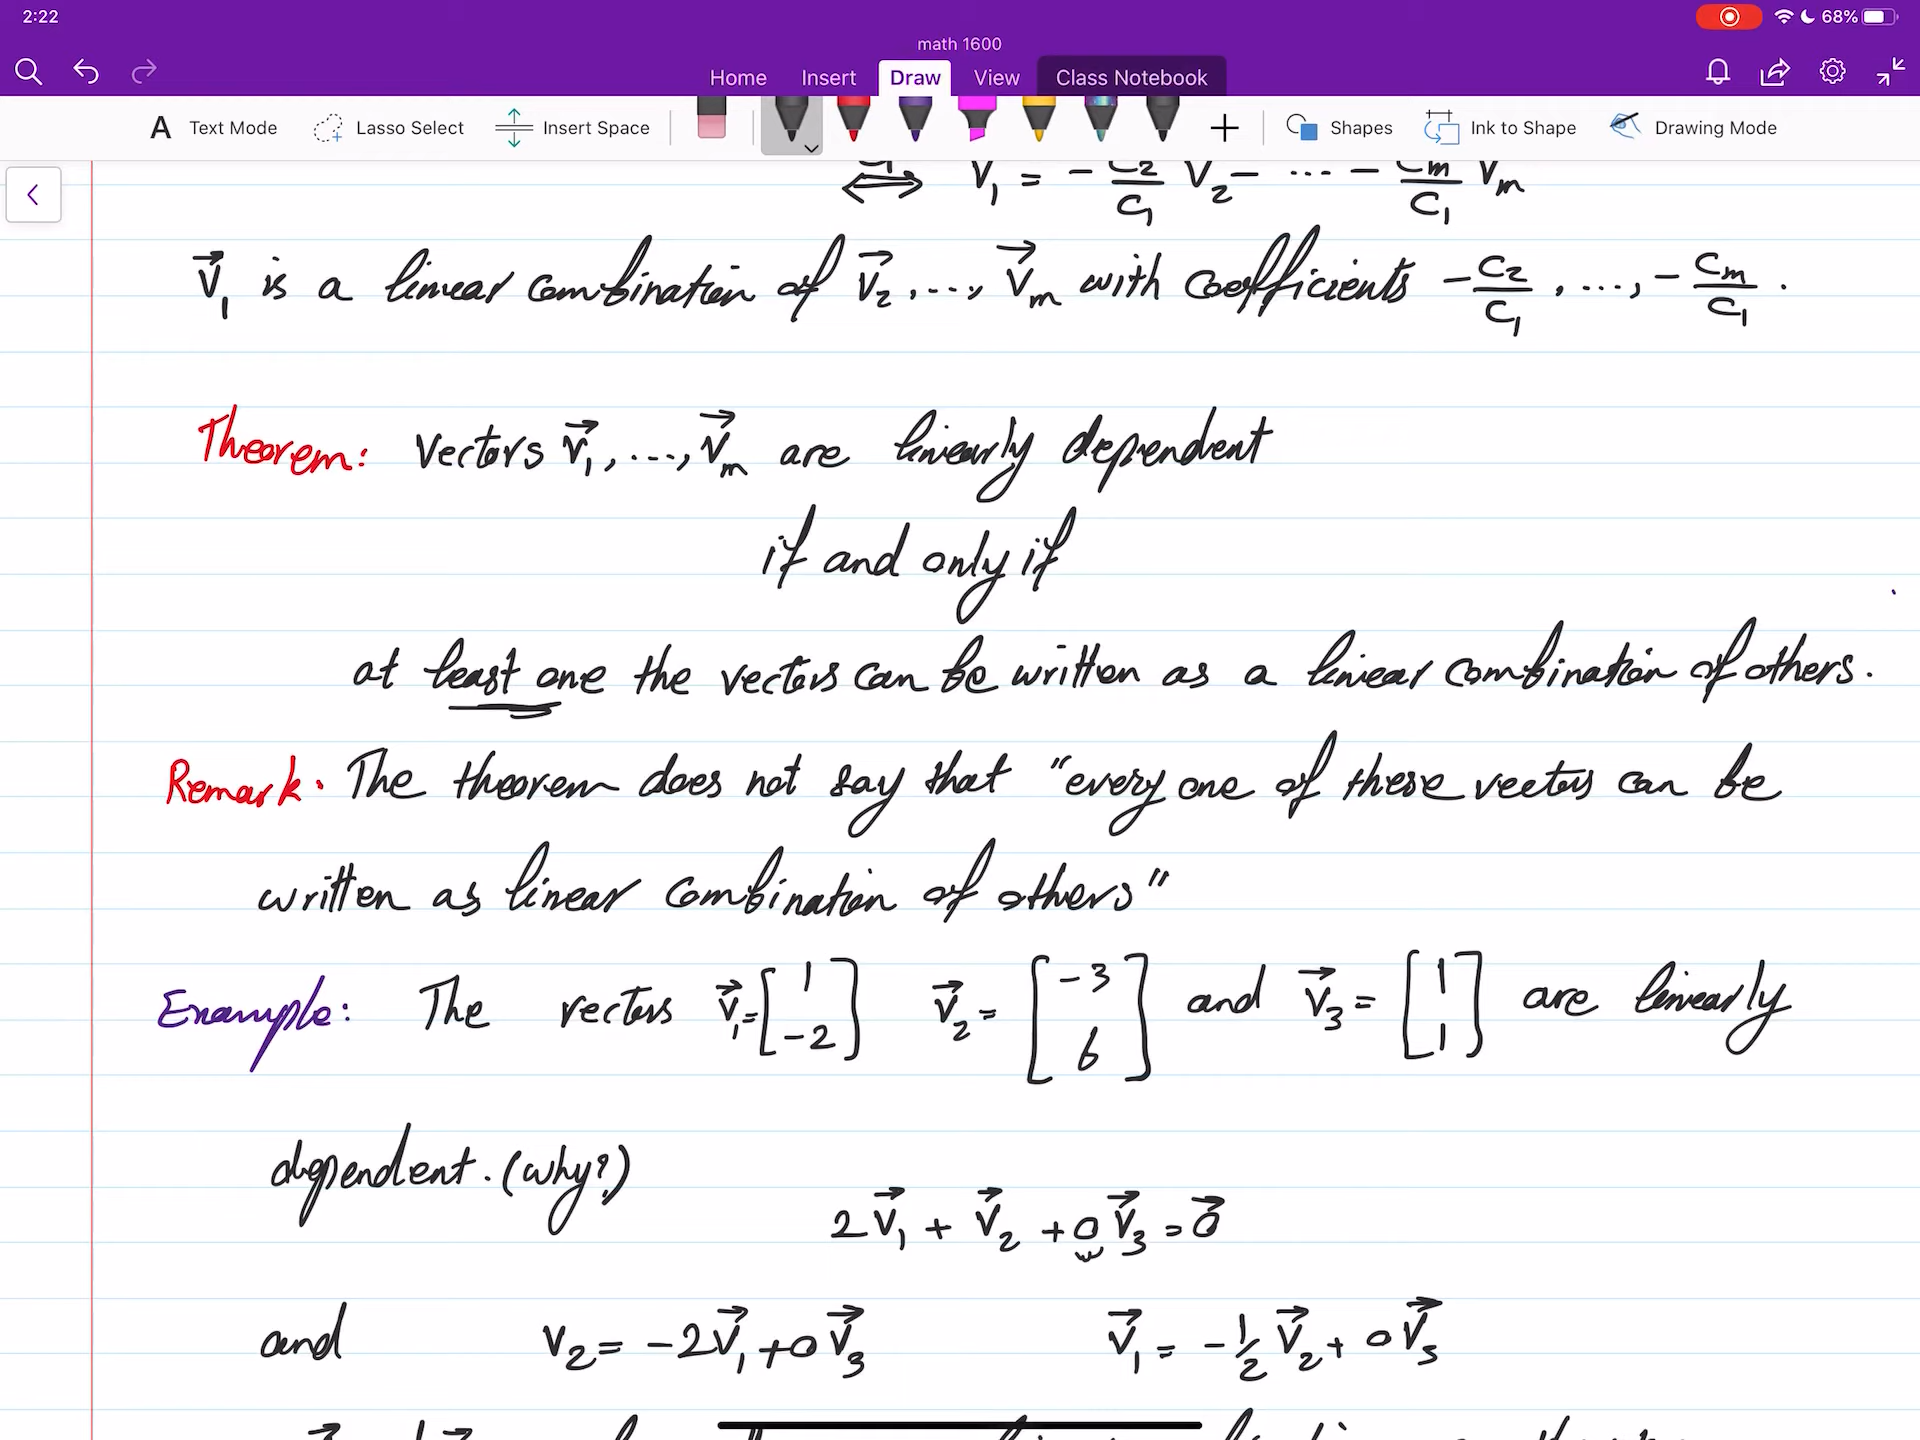 2:22
68%
math 1600
Home Insert Draw View Class Notebook
A Text Mode Lasso Select Insert Space Shapes Ink to Shape Drawing Mode
⟺ V₁ = - C₂/C₁ V₂ - ... - Cm/C₁ Vm
V⃗₁ is a linear combination of V⃗₂, ..., V⃗m with coefficients - C₂/C₁, ..., - Cm/C₁.
Theorem: Vectors V⃗₁, ..., V⃗m are linearly dependent
if and only if
at least one the vectors can be written as a linear combination of others.
Remark. The theorem does not say that "every one of these vectors can be
written as linear combination of others"
Example: The vectors V⃗₁ = [1 -2] V⃗₂ = [-3 6] and V⃗₃ = [1 1] are linearly
dependent. (why?)
2V⃗₁ + V⃗₂ + 0V⃗₃ = 0⃗
and V₂ = -2V⃗₁ + 0V⃗₃ V⃗₁ = -1/2 V⃗₂ + 0V⃗₃